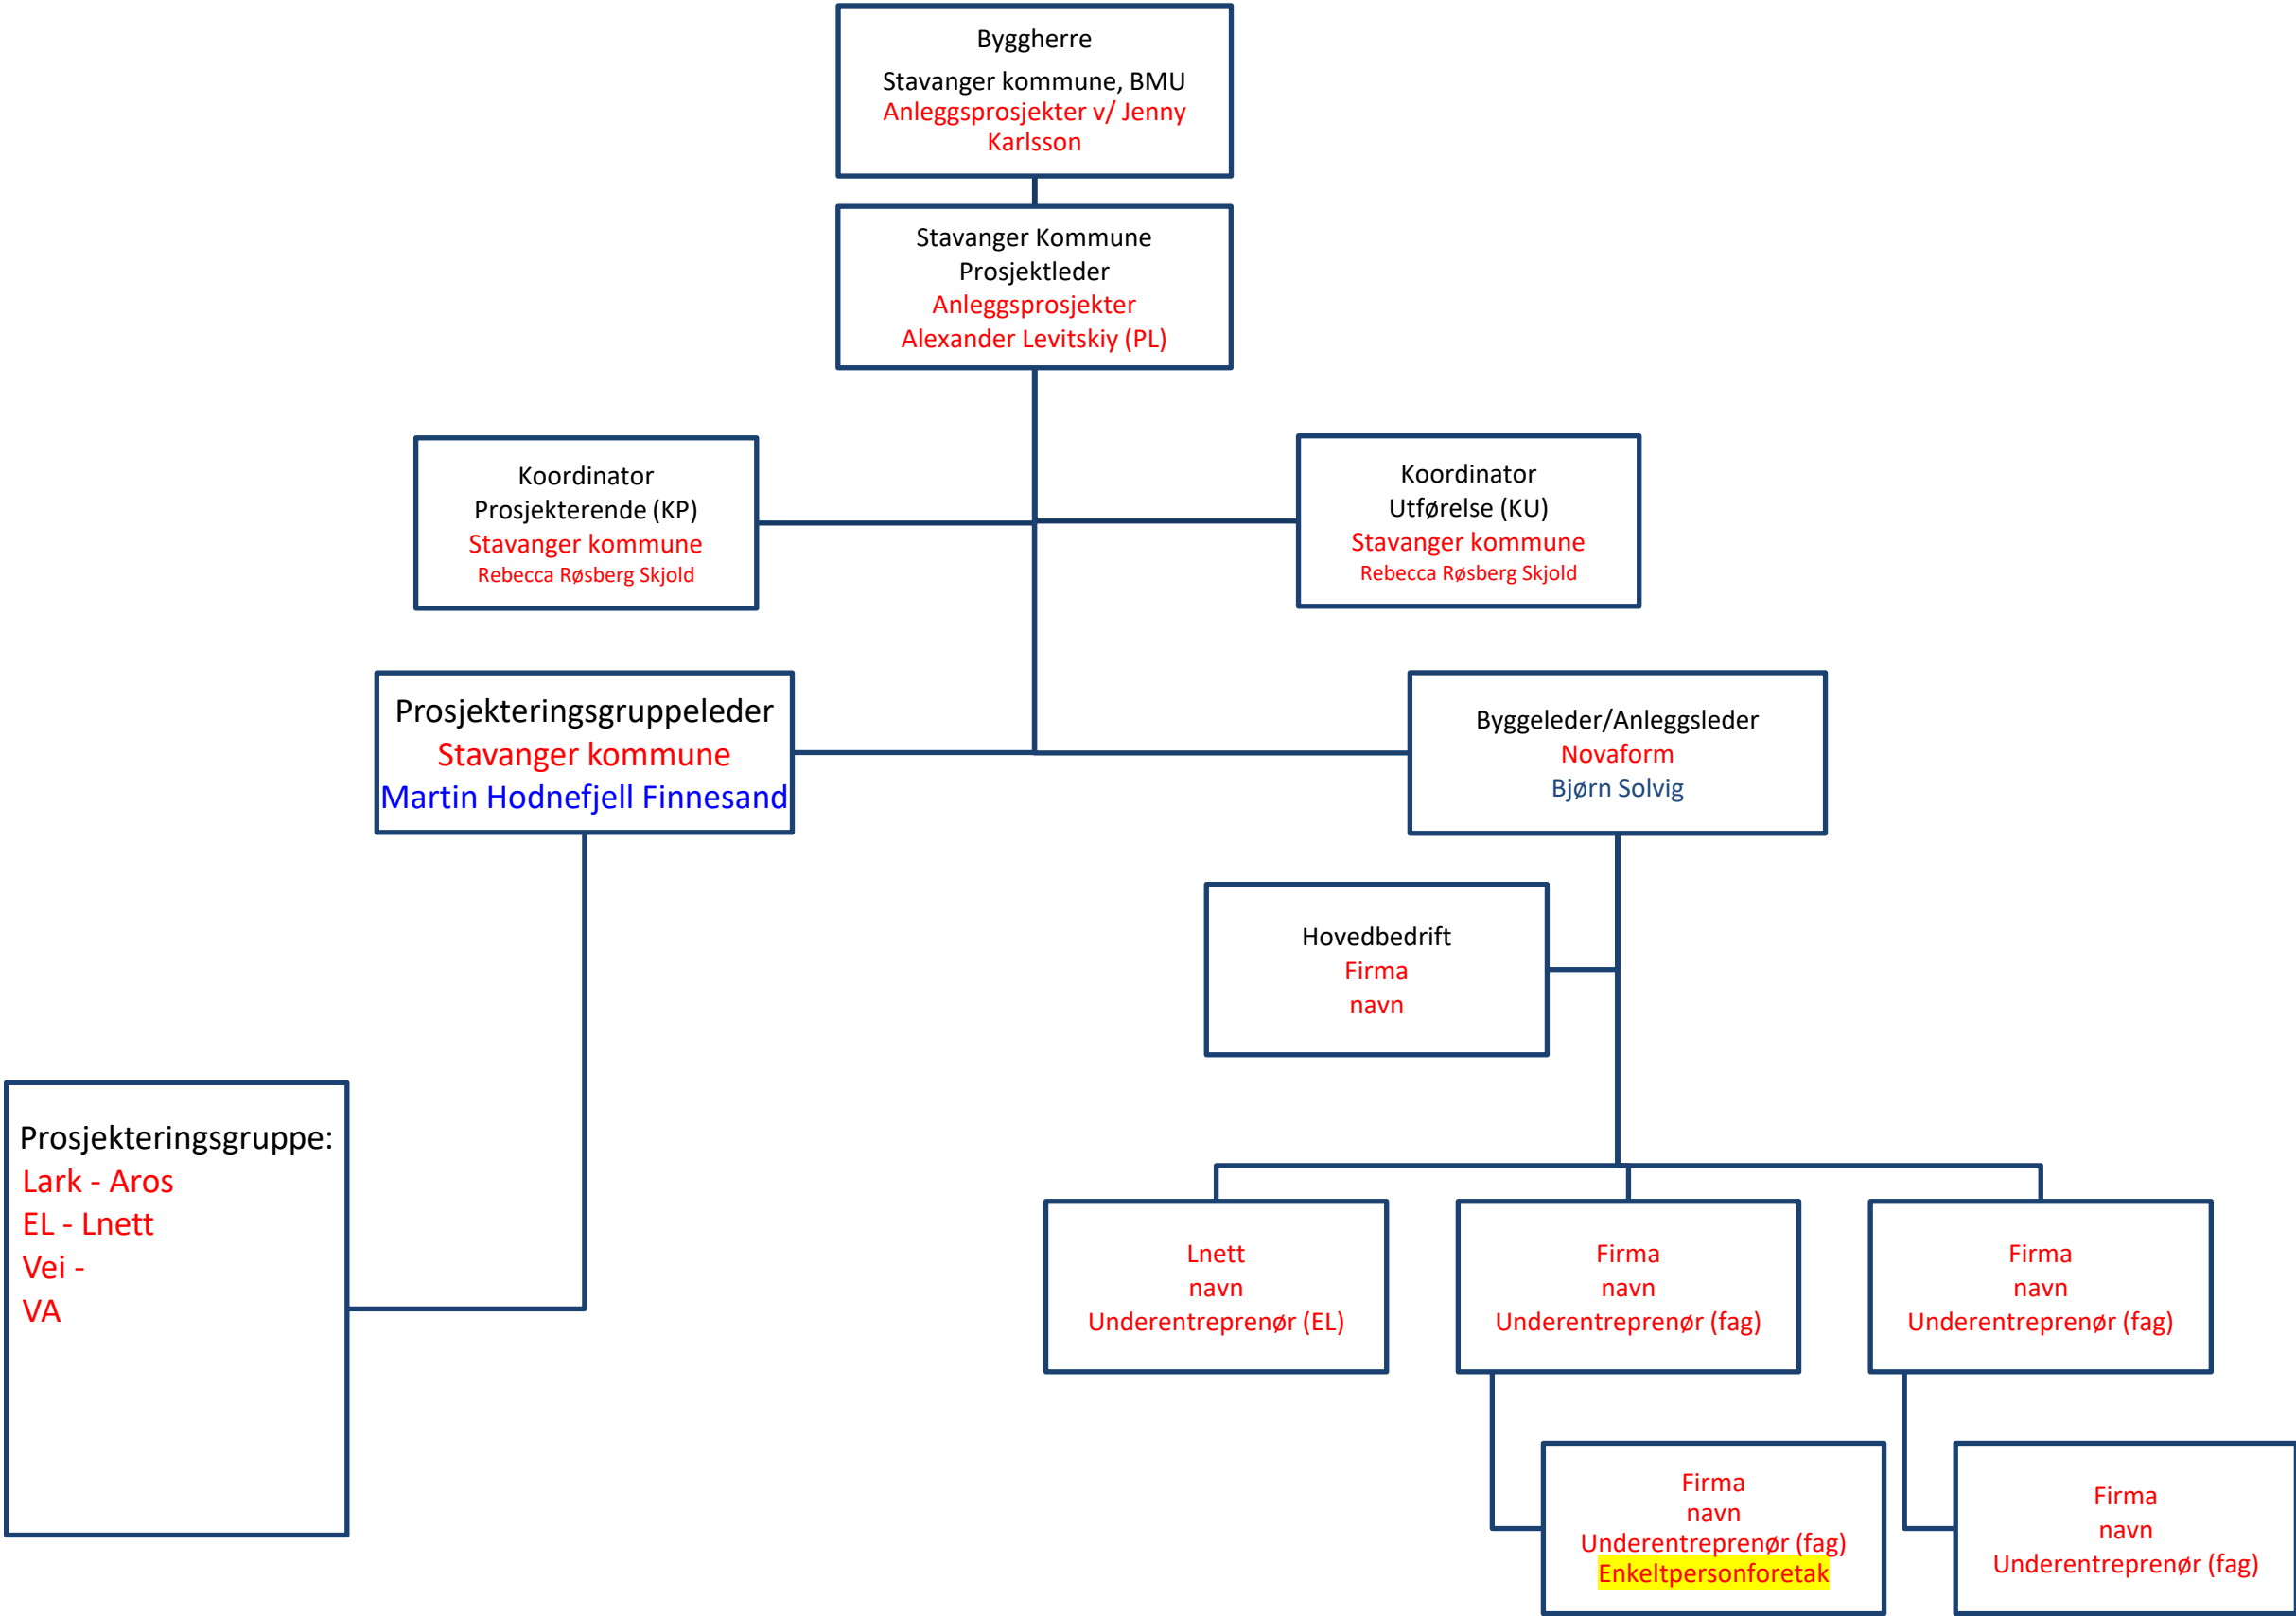 Byggherre
Stavanger kommune, BMU
Anleggsprosjekter v/ Jenny
Karlsson
Stavanger Kommune
Prosjektleder
Anleggsprosjekter
Alexander Levitskiy (PL)
Koordinator
Prosjekterende (KP)
Stavanger kommune
Rebecca Røsberg Skjold
Koordinator
Utførelse (KU)
Stavanger kommune
Rebecca Røsberg Skjold
Prosjekteringsgruppeleder
Stavanger kommune
Martin Hodnefjell Finnesand
Byggeleder/Anleggsleder
Novaform
Bjørn Solvig
Hovedbedrift
Firma
navn
Prosjekteringsgruppe:
Lark - Aros
EL - Lnett
Vei -
VA
Lnett
navn
Underentreprenør (EL)
Firma
navn
Underentreprenør (fag)
Firma
navn
Underentreprenør (fag)
Firma
navn
Underentreprenør (fag)
Enkeltpersonforetak
Firma
navn
Underentreprenør (fag)